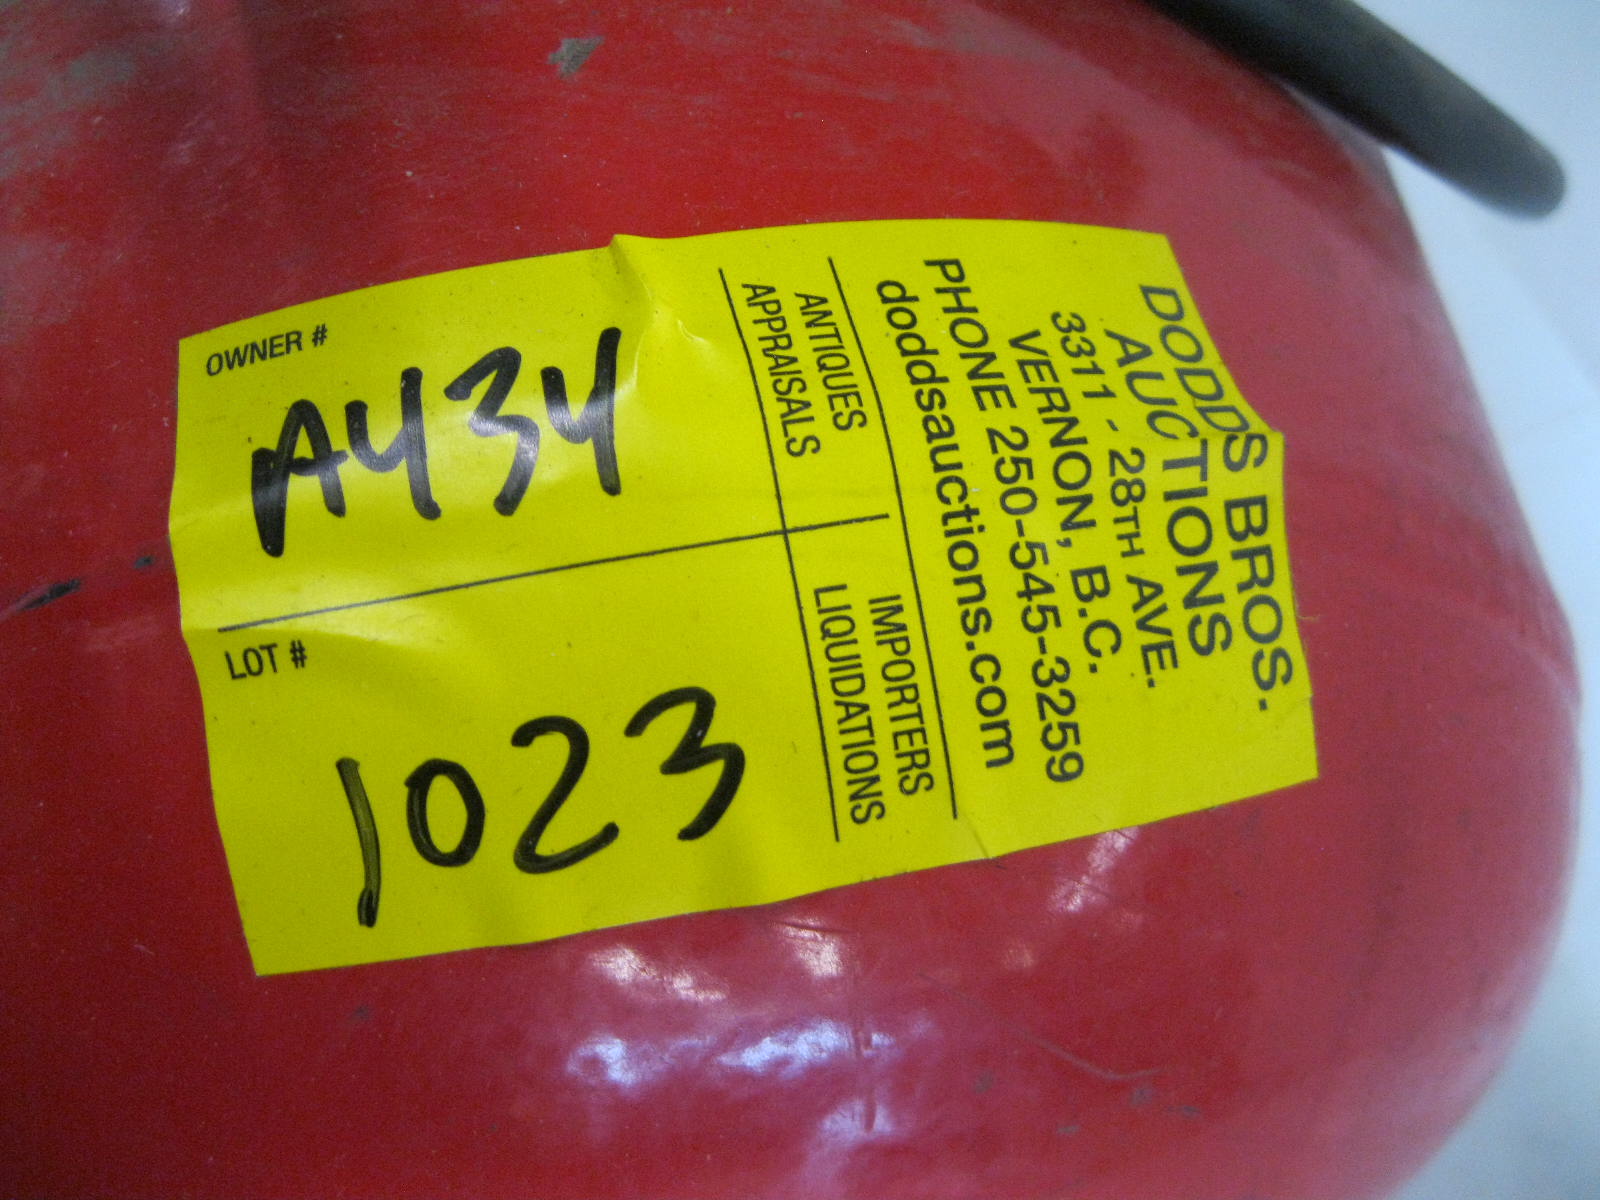 DODDS BROS.
AUCTIONS
3311 - 28TH AVE.
VERNON, B.C.
PHONE 250-545-3259
doddsauctions.com
ANTIQUES
APPRAISALS
IMPORTERS
LIQUIDATIONS
OWNER #
A434
LOT #
1023